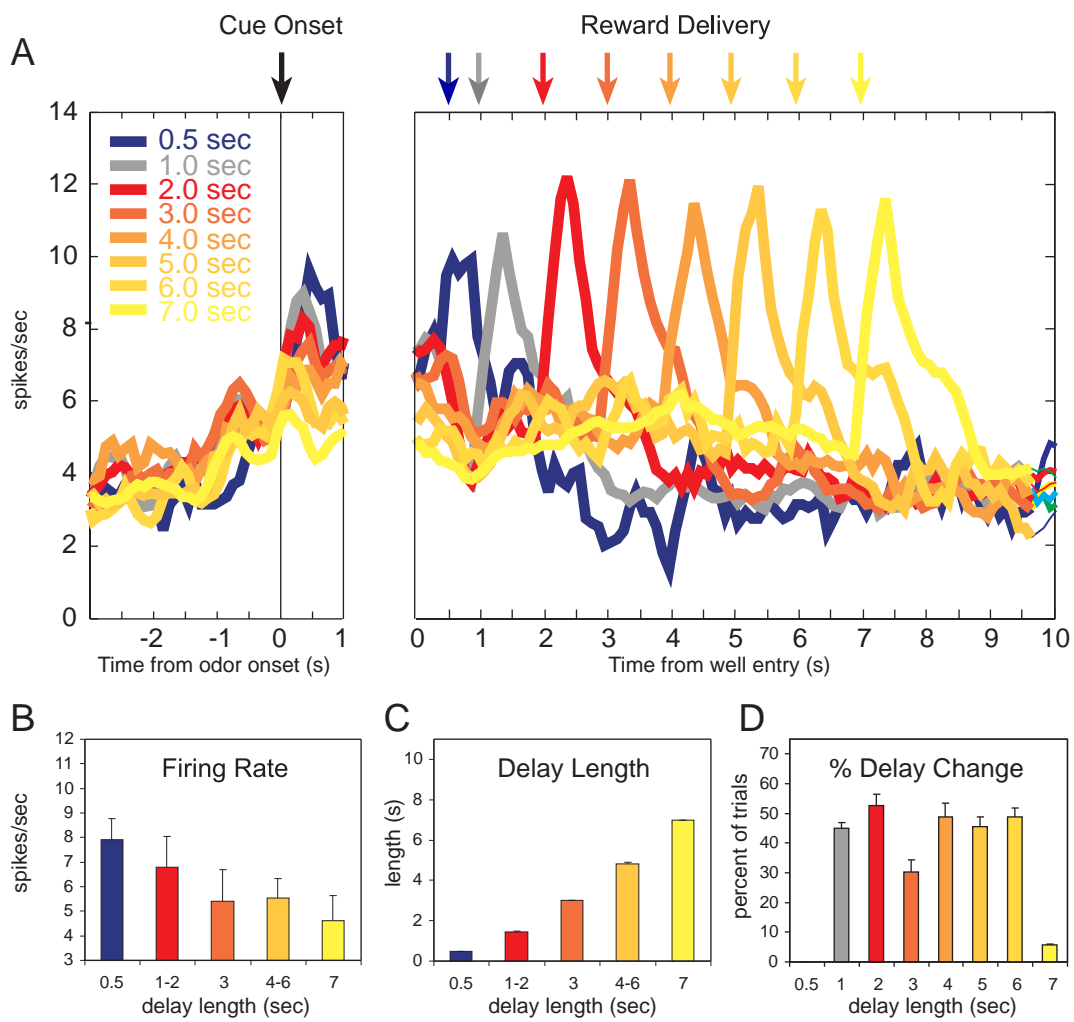 A
Cue Onset
Reward Delivery
14
12
10
8
6
4
2
0
spikes/sec
0.5 sec
1.0 sec
2.0 sec
3.0 sec
4.0 sec
5.0 sec
6.0 sec
7.0 sec
-2 -1 0 1
Time from odor onset (s)
0 1 2 3 4 5 6 7 8 9 10
Time from well entry (s)
B
Firing Rate
12
11
10
9
8
7
6
5
4
3
spikes/sec
0.5 1-2 3 4-6 7
delay length (sec)
C
Delay Length
10
8
6
4
2
0
length (s)
0.5 1-2 3 4-6 7
delay length (sec)
D
% Delay Change
70
60
50
40
30
20
10
0
percent of trials
0.5 1 2 3 4 5 6 7
delay length (sec)